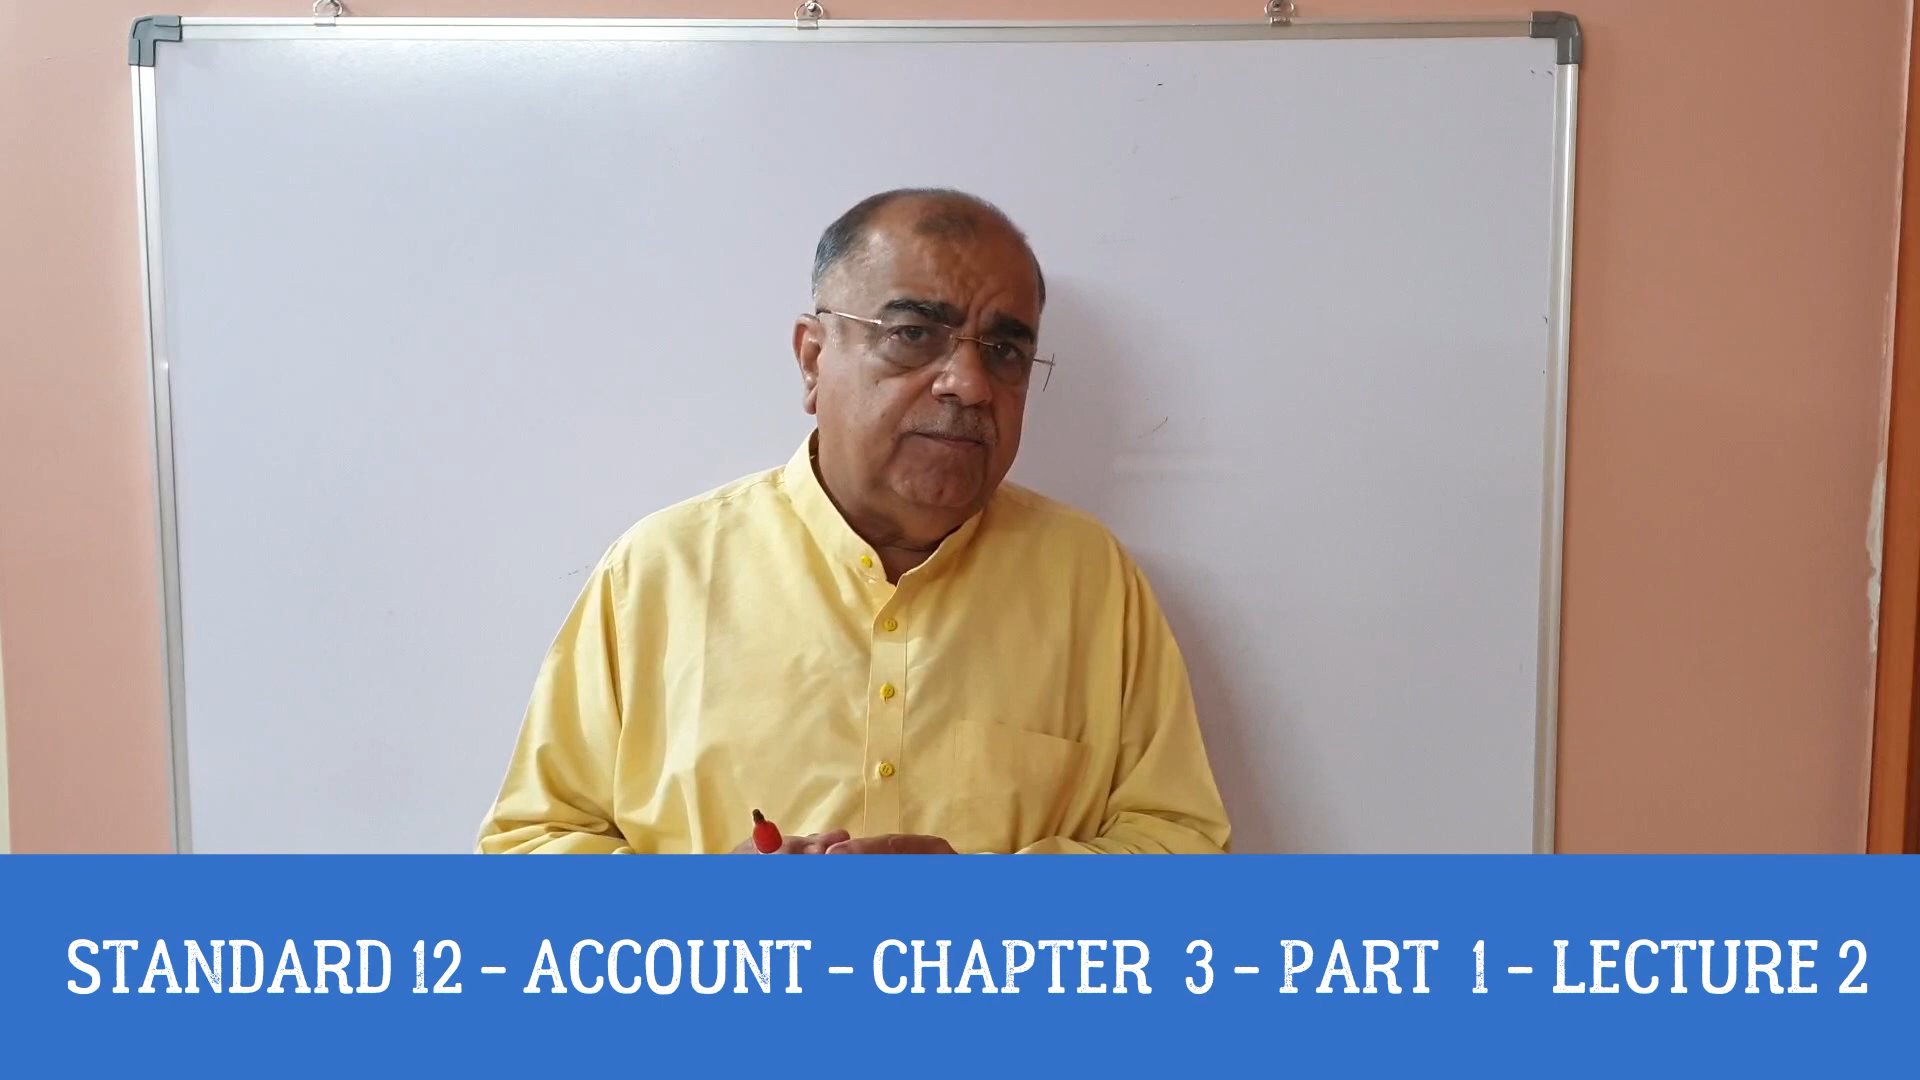 STANDARD 12 - ACCOUNT - CHAPTER 3 - PART 1 - LECTURE 2